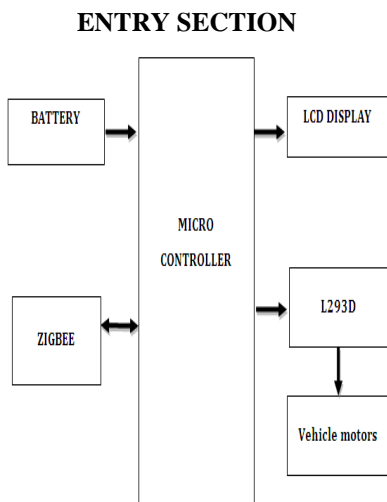 ENTRY SECTION
BATTERY
LCD DISPLAY
MICRO
CONTROLLER
ZIGBEE
L293D
Vehicle motors